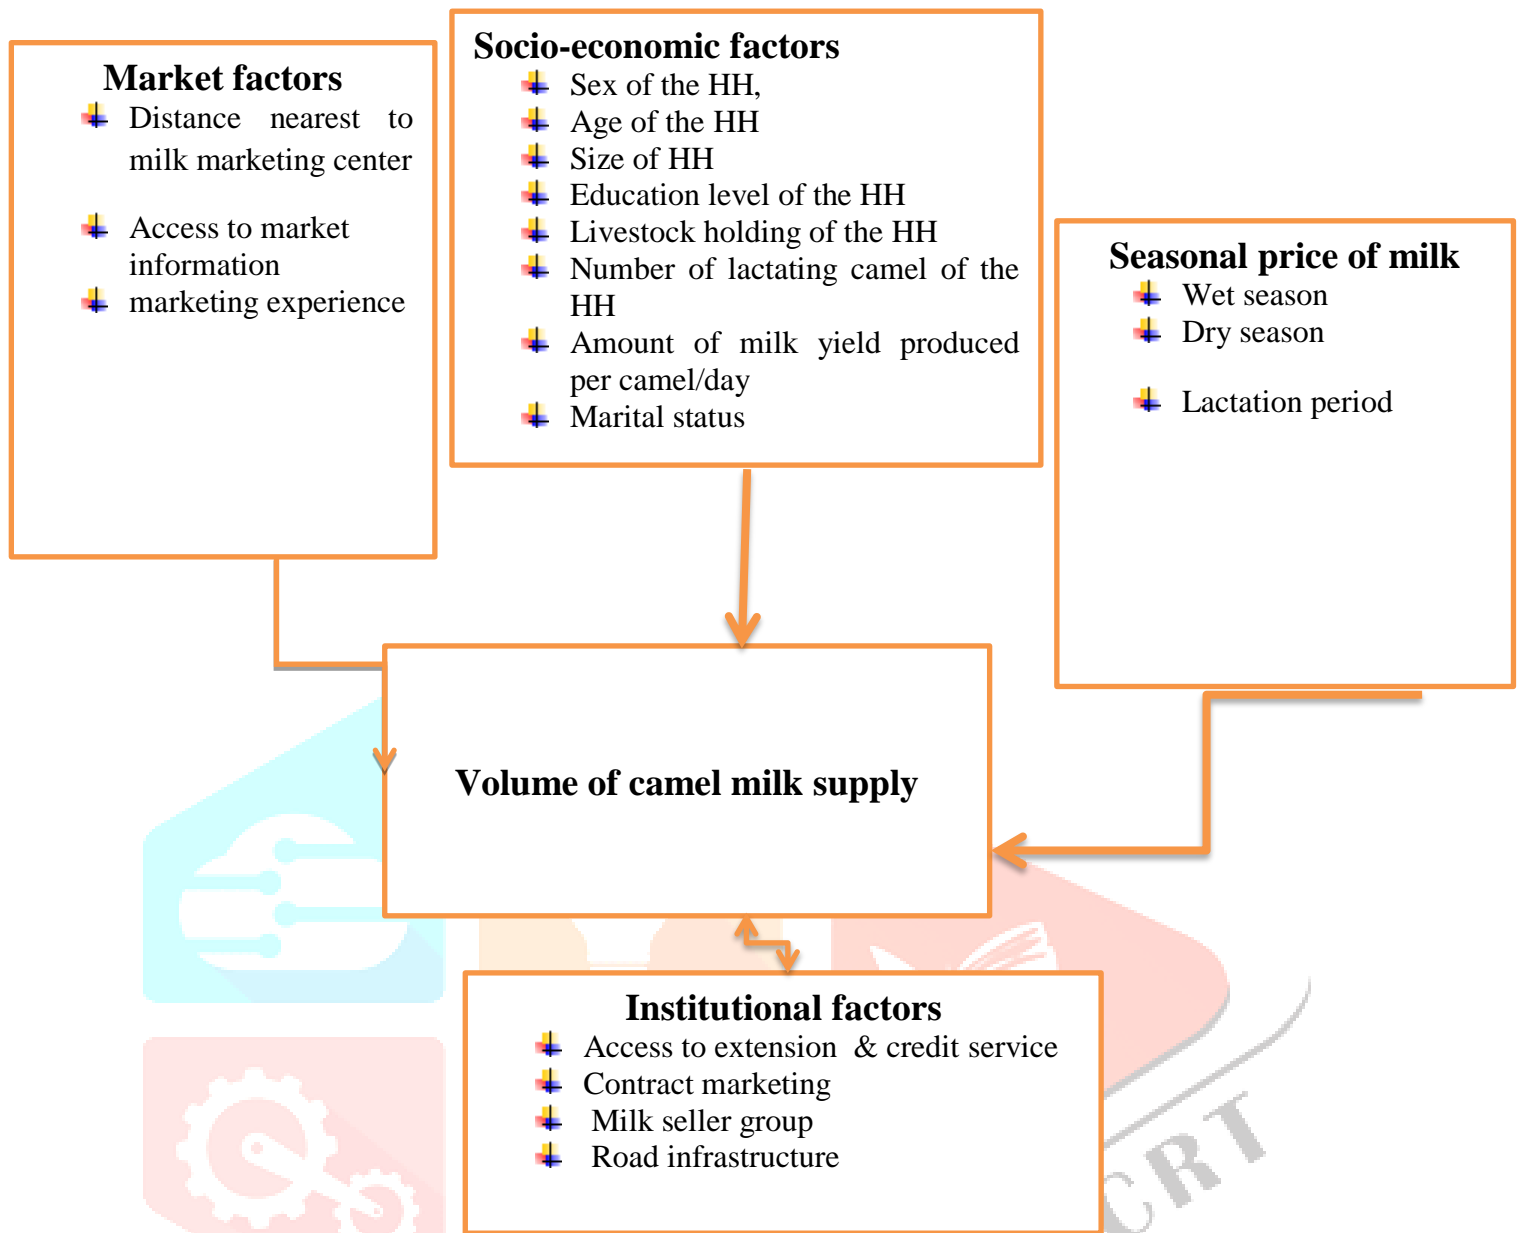 Market factors
Distance nearest to
milk marketing center
Access to market
information
marketing experience
Socio-economic factors
Sex of the HH,
Age of the HH
Size of HH
Education level of the HH
Livestock holding of the HH
Number of lactating camel of the
HH
Amount of milk yield produced
per camel/day
Marital status
Seasonal price of milk
Wet season
Dry season
Lactation period
Volume of camel milk supply
Institutional factors
Access to extension & credit service
Contract marketing
Milk seller group
Road infrastructure
CRT